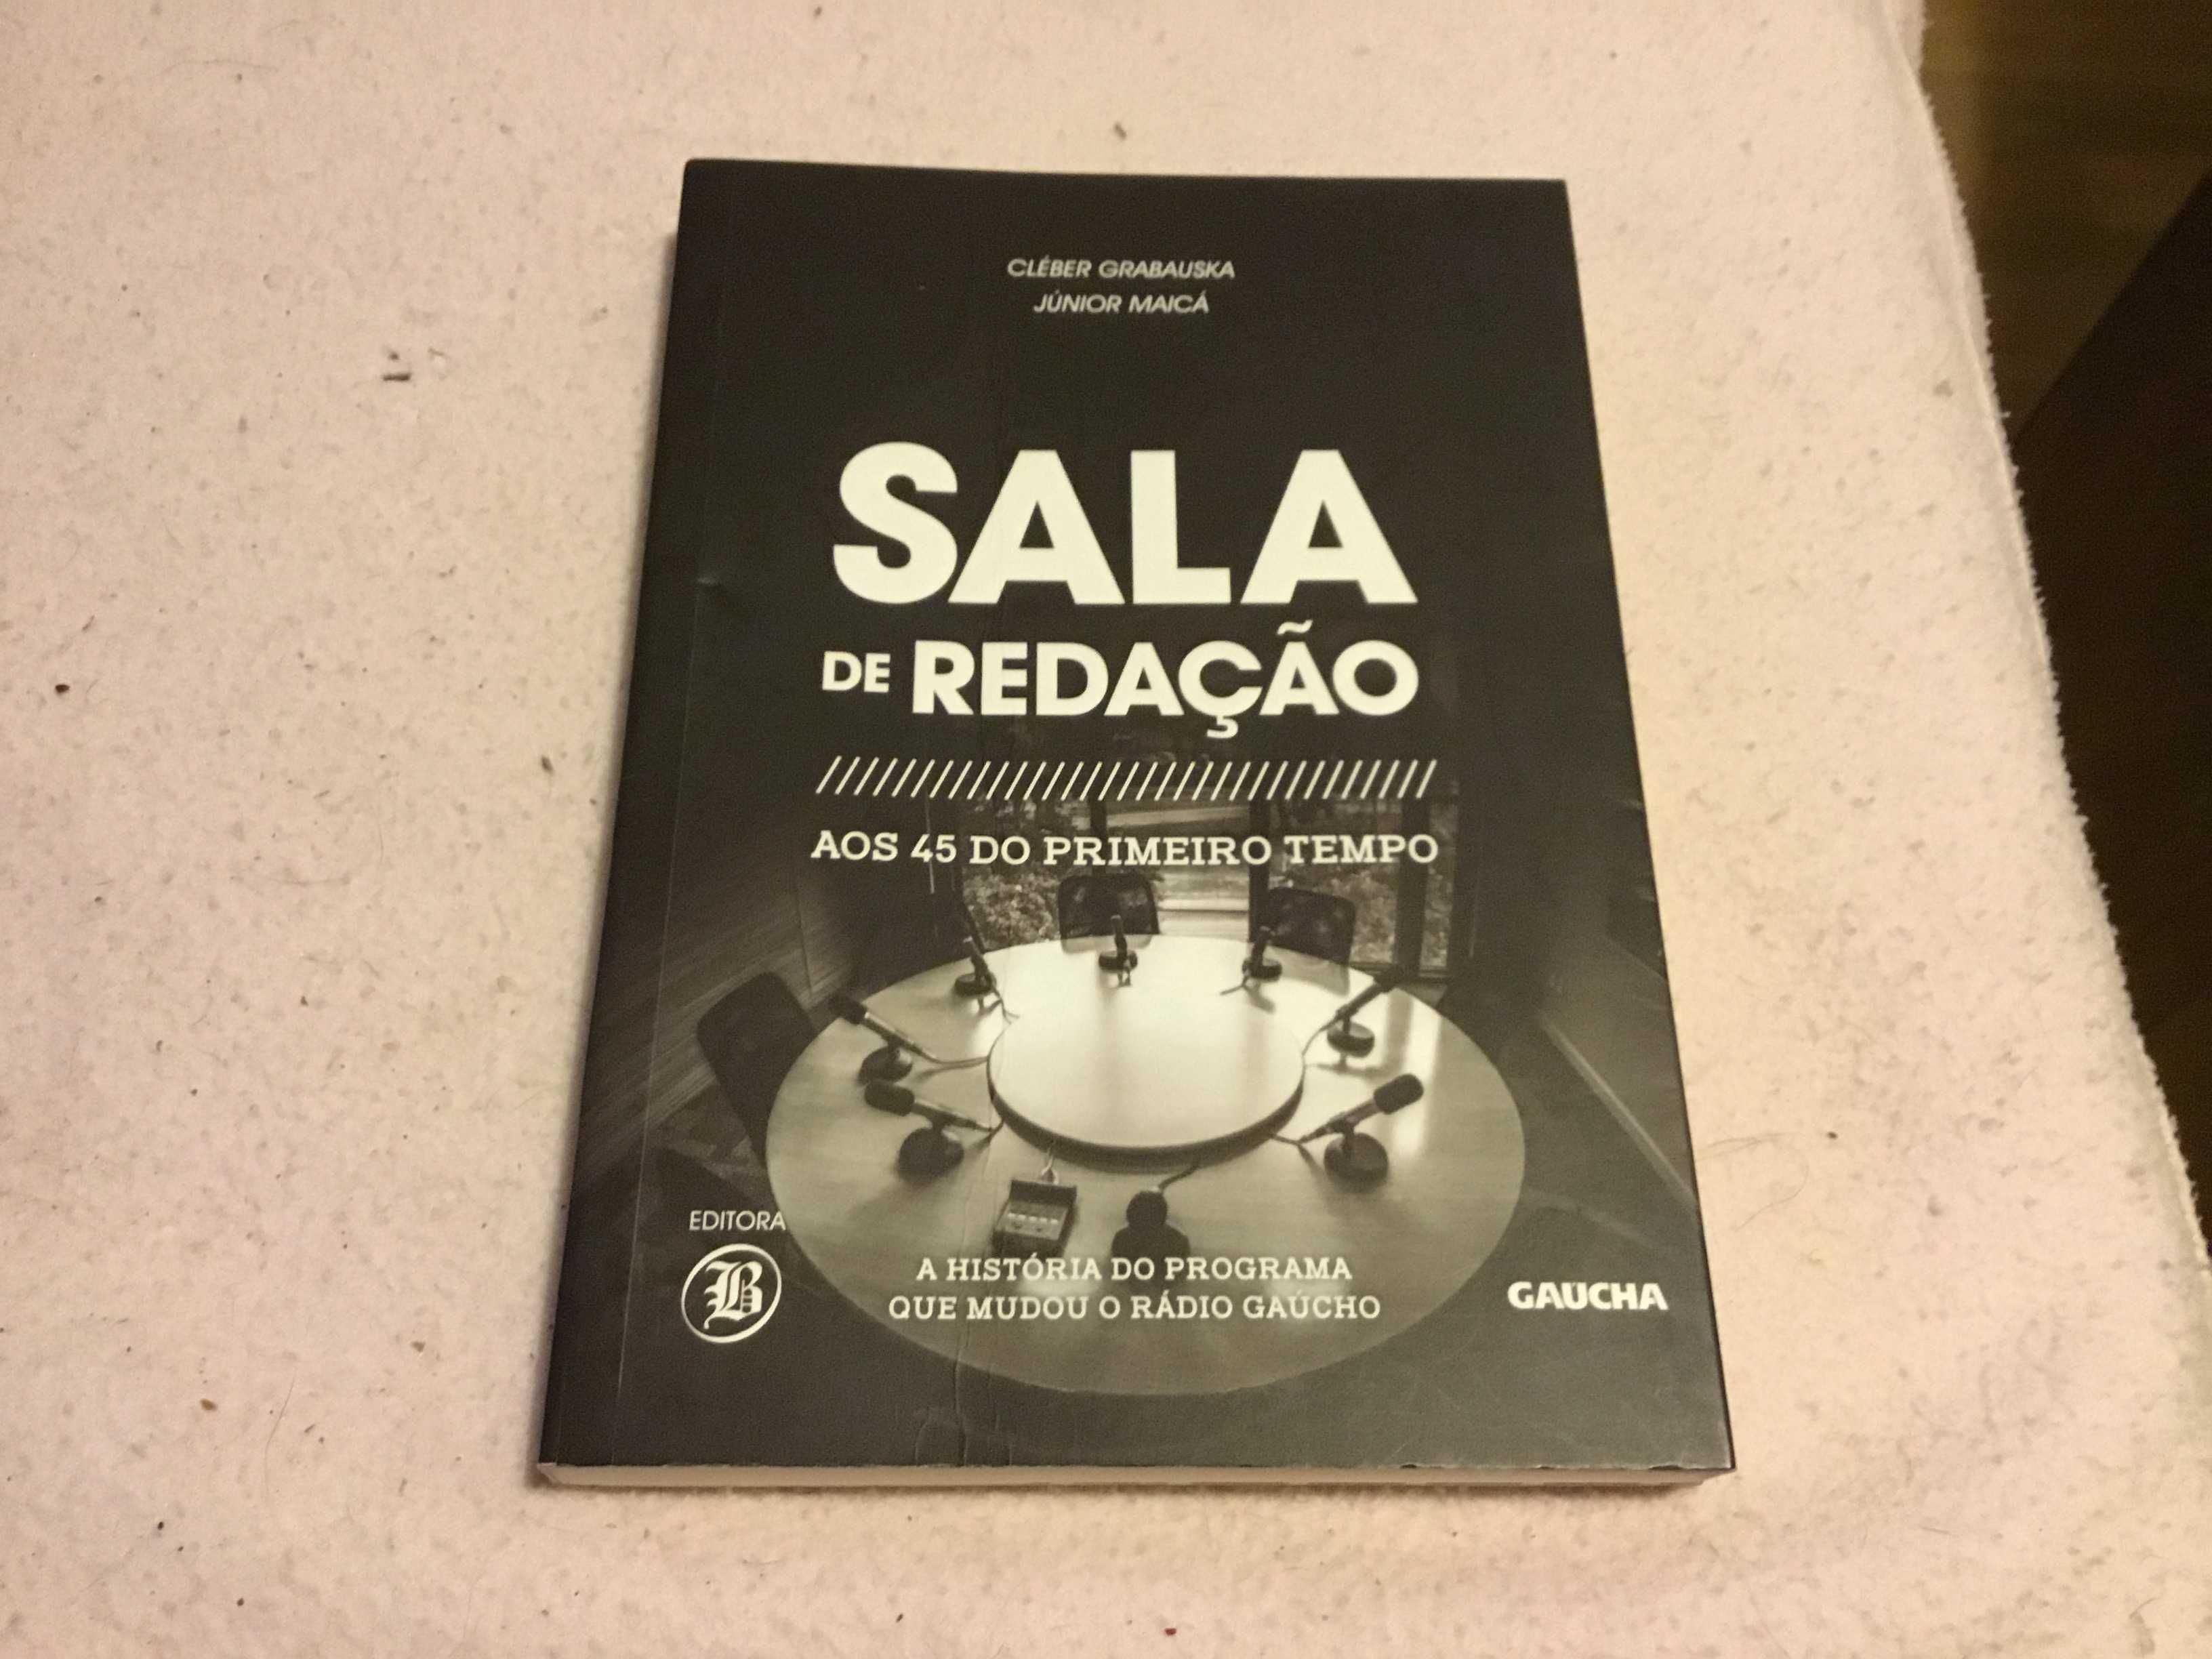 CLÉBER GRABAUSKA
JÚNIOR MAICÁ
SALA
DE REDAÇÃO
AOS 45 DO PRIMEIRO TEMPO
EDITORA
B
A HISTÓRIA DO PROGRAMA
QUE MUDOU O RÁDIO GAÚCHO
GAÚCHA